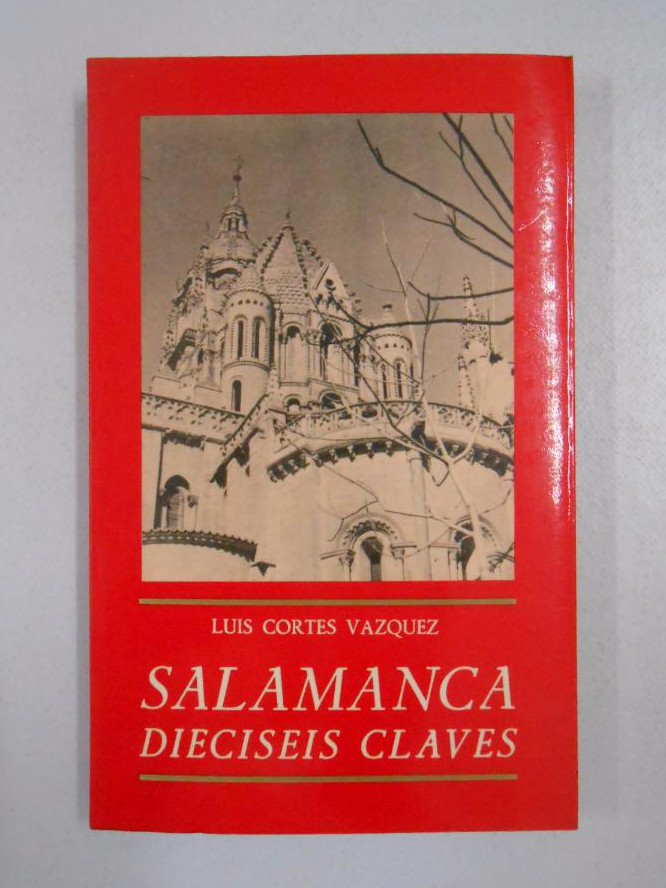 LUIS CORTES VAZQUEZ
SALAMANCA
DIECISEIS CLAVES